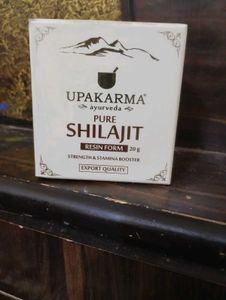 UPAKARMA®
ayurveda
PURE
SHILAJIT
RESIN FORM 20 g
STRENGTH & STAMINA BOOSTER
EXPORT QUALITY